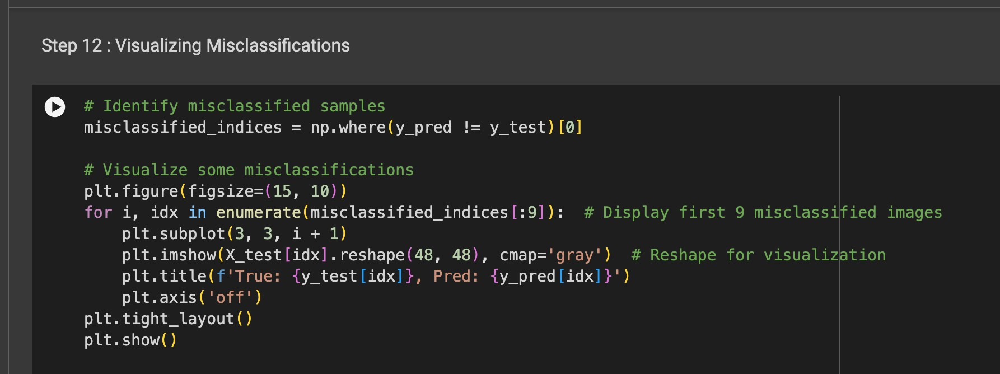 Step 12 : Visualizing Misclassifications
# Identify misclassified samples
misclassified_indices = np.where(y_pred != y_test)[0]
# Visualize some misclassifications
plt.figure(figsize=(15, 10))
for i, idx in enumerate(misclassified_indices[:9]):  # Display first 9 misclassified images
    plt.subplot(3, 3, i + 1)
    plt.imshow(X_test[idx].reshape(48, 48), cmap='gray')  # Reshape for visualization
    plt.title(f'True: {y_test[idx]}, Pred: {y_pred[idx]}')
    plt.axis('off')
plt.tight_layout()
plt.show()